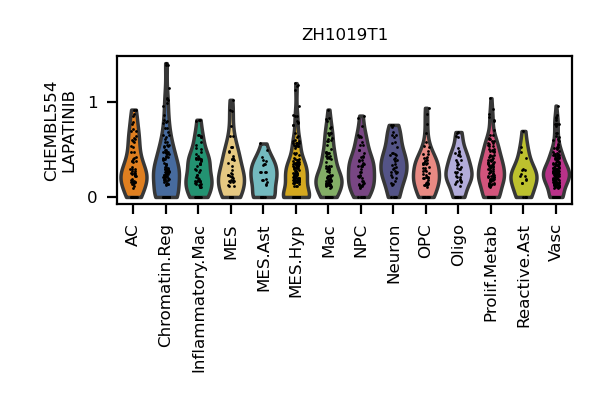 ZH1019T1
CHEMBL554
LAPATINIB
1
0
AC
Chromatin.Reg
Inflammatory.Mac
MES
MES.Ast
MES.Hyp
Mac
NPC
Neuron
OPC
Oligo
Prolif.Metab
Reactive.Ast
Vasc